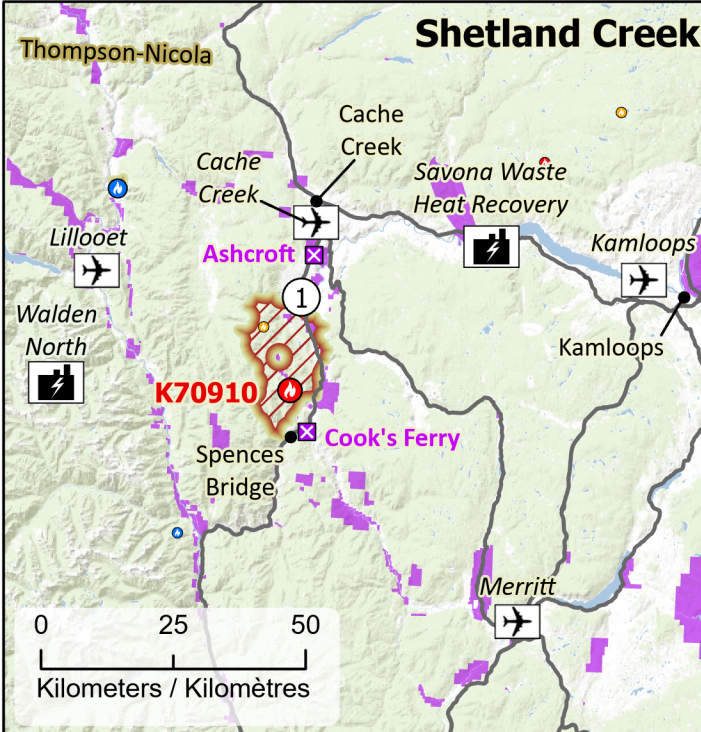 Shetland Creek
Thompson-Nicola
Cache
Creek
Cache
Creek
Savona Waste
Heat Recovery
Lillooet
Ashcroft
Kamloops
1
Walden
North
Kamloops
K70910
Cook's Ferry
Spences
Bridge
Merritt
0 25 50
Kilometers / Kilomètres